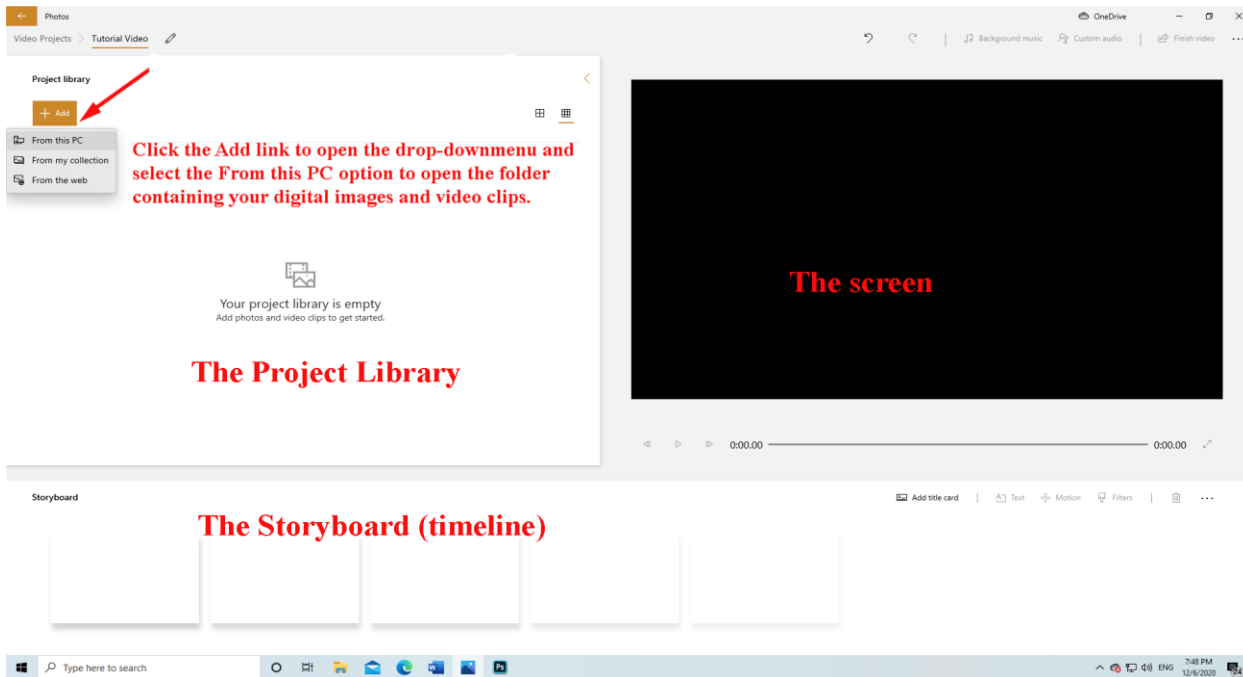 Photos
OneDrive
Video Projects > Tutorial Video
Background music
Custom audio
Finish video
Project library
+ Add
From this PC
From my collection
From the web
Click the Add link to open the drop-downmenu and
select the From this PC option to open the folder
containing your digital images and video clips.
The screen
Your project library is empty
Add photos and video clips to get started.
The Project Library
0:00.00
0:00.00
Storyboard
Add title card
Text
Motion
Filters
The Storyboard (timeline)
Type here to search
W
Ps
ENG
7:48 PM
12/6/2020
24